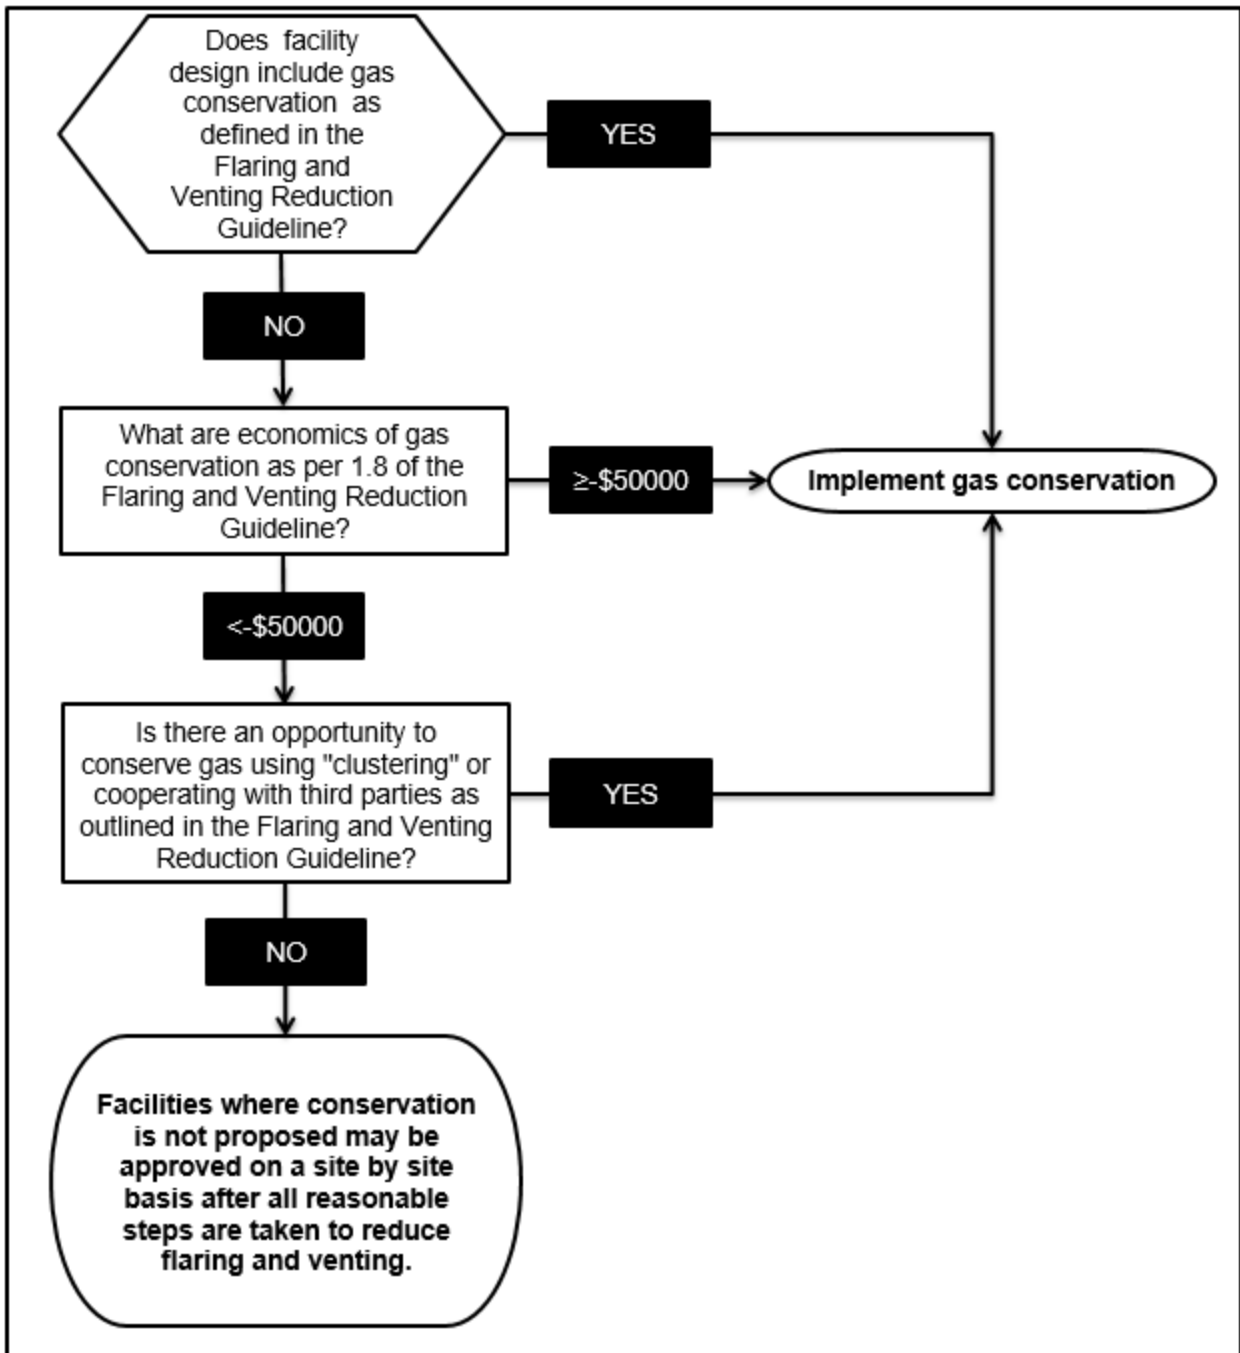 Does facility
design include gas
conservation as
defined in the
Flaring and
Venting Reduction
Guideline?
YES
NO
What are economics of gas
conservation as per 1.8 of the
Flaring and Venting Reduction
Guideline?
≥-$50000
Implement gas conservation
<-$50000
Is there an opportunity to
conserve gas using "clustering" or
cooperating with third parties as
outlined in the Flaring and Venting
Reduction Guideline?
YES
NO
Facilities where conservation
is not proposed may be
approved on a site by site
basis after all reasonable
steps are taken to reduce
flaring and venting.